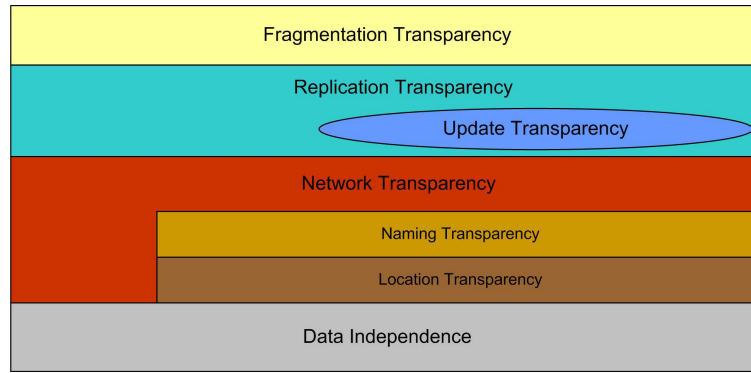 Fragmentation Transparency
Replication Transparency
Update Transparency
Network Transparency
Naming Transparency
Location Transparency
Data Independence